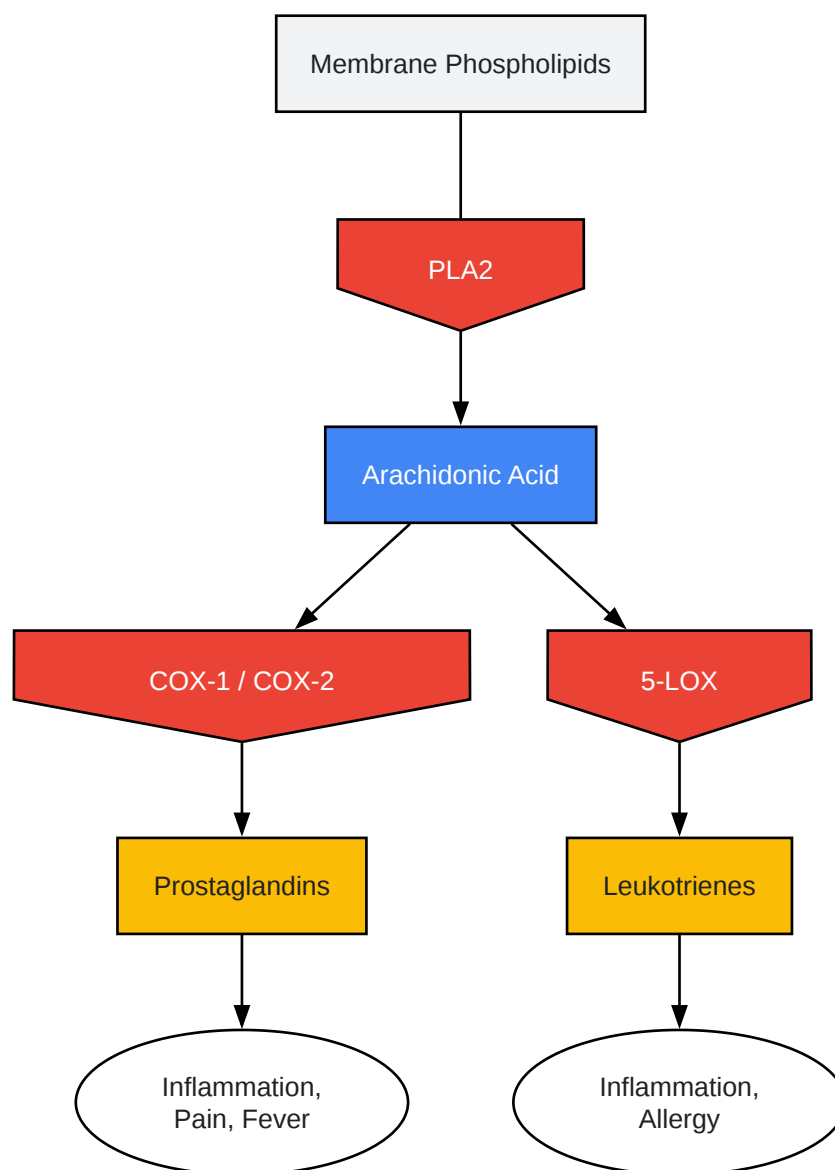 Membrane Phospholipids
PLA2
Arachidonic Acid
COX-1 / COX-2
5-LOX
Prostaglandins
Leukotrienes
Inflammation,
Pain, Fever
Inflammation,
Allergy